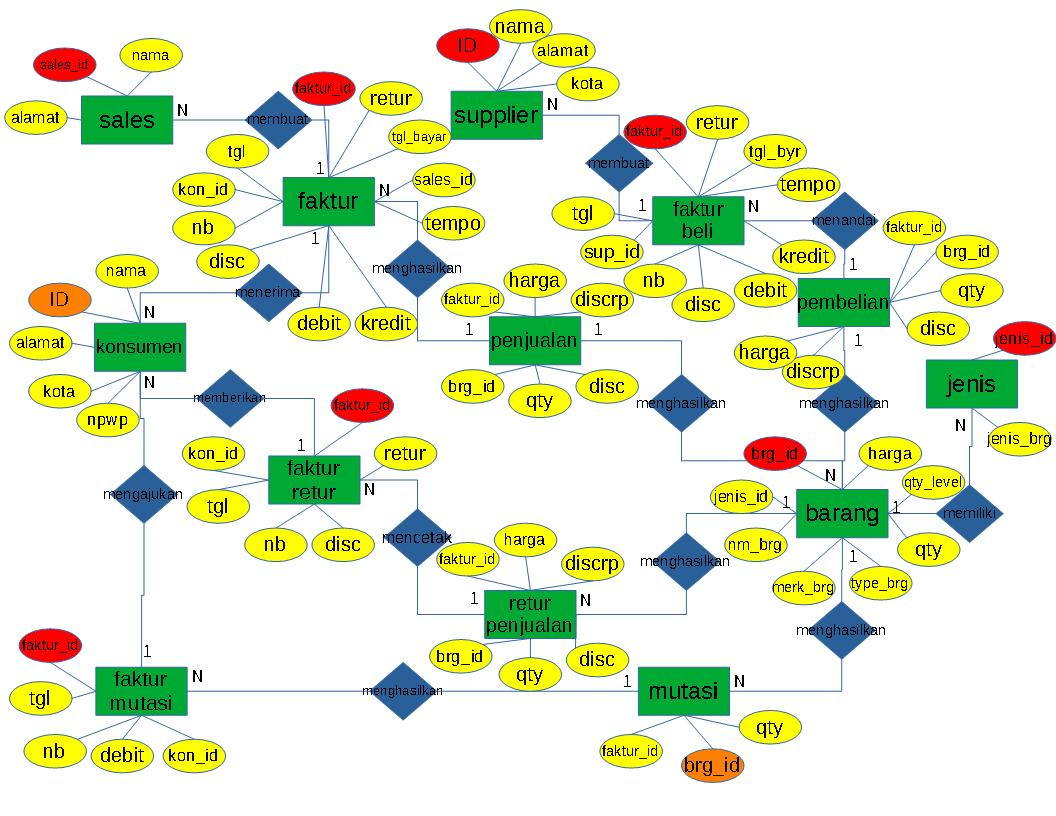 nama
ID
alamat
kota
supplier
N
sales_id
nama
alamat
sales
N
membuat
faktur_id
retur
tgl_bayar
tgl
kon_id
nb
disc
faktur
1
N
sales_id
tempo
1
menghasilkan
debit
kredit
menerima
membuat
faktur_id
retur
tgl_byr
tempo
tgl
1
faktur
beli
N
sup_id
nb
disc
debit
kredit
menandai
faktur_id
brg_id
qty
disc
1
pembelian
harga
discrp
1
menghasilkan
nama
ID
alamat
kota
npwp
N
konsumen
N
harga
faktur_id
discrp
1
penjualan
1
brg_id
qty
disc
menghasilkan
jenis_id
jenis
N
jenis_brg
memberikan
faktur_id
1
kon_id
tgl
faktur
retur
retur
N
nb
disc
mengajukan
mencetak
brg_id
harga
N
jenis_id
1
barang
1
qty_level
qty
nm_brg
merk_brg
type_brg
1
memiliki
menghasilkan
harga
faktur_id
discrp
1
retur
penjualan
N
brg_id
qty
disc
menghasilkan
faktur_id
1
tgl
faktur
mutasi
N
nb
debit
kon_id
menghasilkan
1
mutasi
N
faktur_id
brg_id
qty